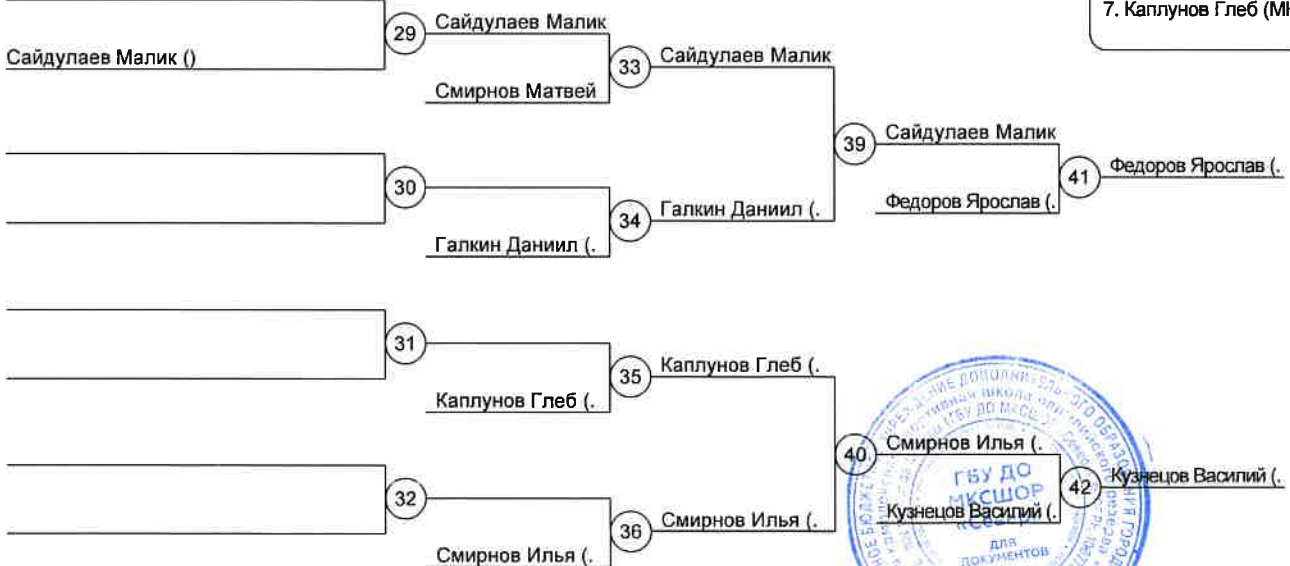 7. Каплунов Глеб (МК
29
Сайдулаев Малик
Сайдулаев Малик ()
33
Сайдулаев Малик
Смирнов Матвей
39
Сайдулаев Малик
30
41
Федоров Ярослав (.
Федоров Ярослав (.
34
Галкин Даниил (.
Галкин Даниил (.
31
35
Каплунов Глеб (.
Каплунов Глеб (.
40
Смирнов Илья (.
42
Кузнецов Василий (.
Кузнецов Василий (.
32
36
Смирнов Илья (.
Смирнов Илья (.
ГБУ ДО
МКСШОР
«Север»
ДЛЯ
ДОКУМЕНТОВ